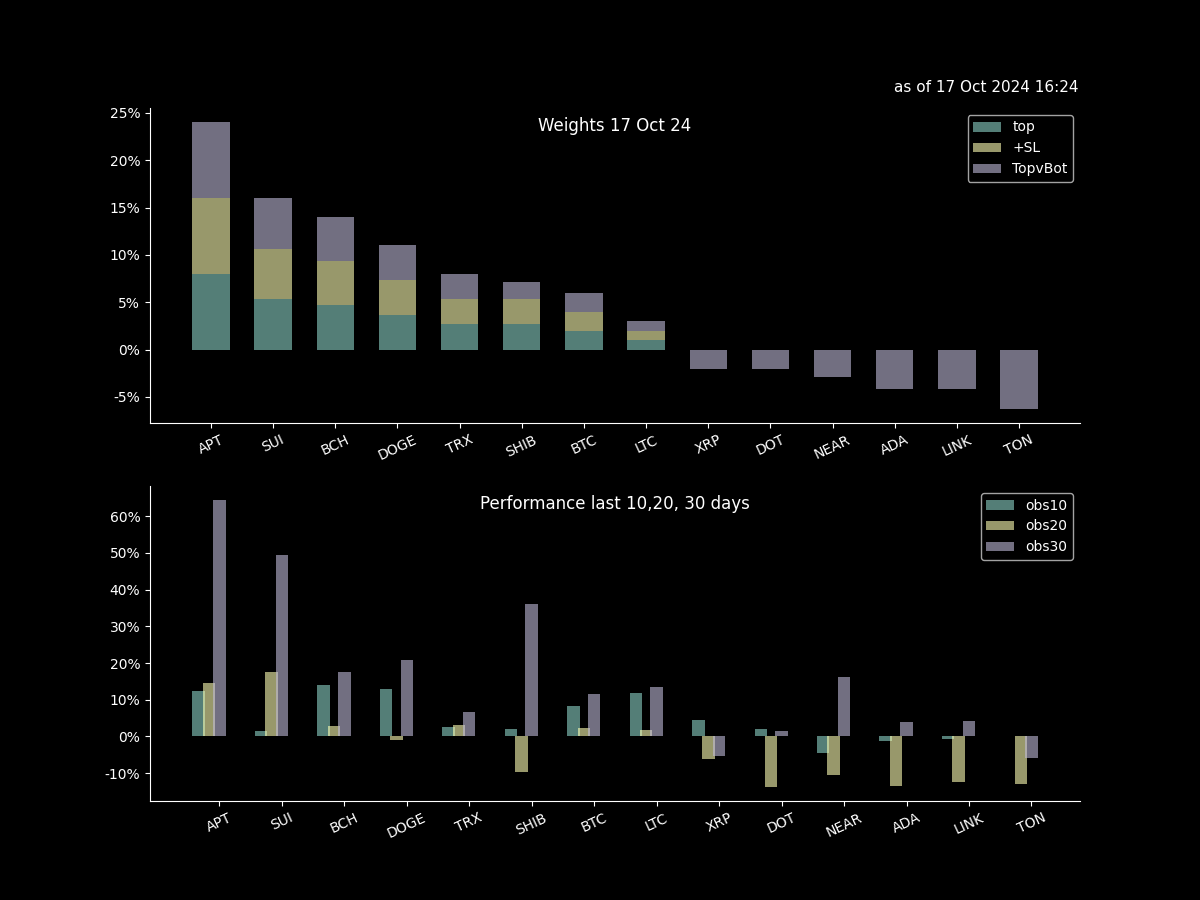 as of 17 Oct 2024 16:24
Weights 17 Oct 24
top
+SL
TopvBot
25%
20%
15%
10%
5%
0%
-5%
APT SUI BCH DOGE TRX SHIB BTC LTC XRP DOT NEAR ADA LINK TON
Performance last 10,20, 30 days
obs10
obs20
obs30
60%
50%
40%
30%
20%
10%
0%
-10%
APT SUI BCH DOGE TRX SHIB BTC LTC XRP DOT NEAR ADA LINK TON